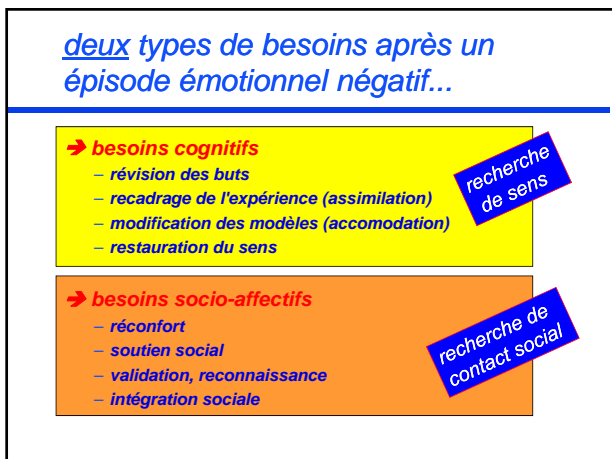 deux types de besoins après un
épisode émotionnel négatif...
➔ besoins cognitifs
– révision des buts
– recadrage de l'expérience (assimilation)
– modification des modèles (accomodation)
– restauration du sens
recherche
de sens
➔ besoins socio-affectifs
– réconfort
– soutien social
– validation, reconnaissance
– intégration sociale
recherche de
contact social